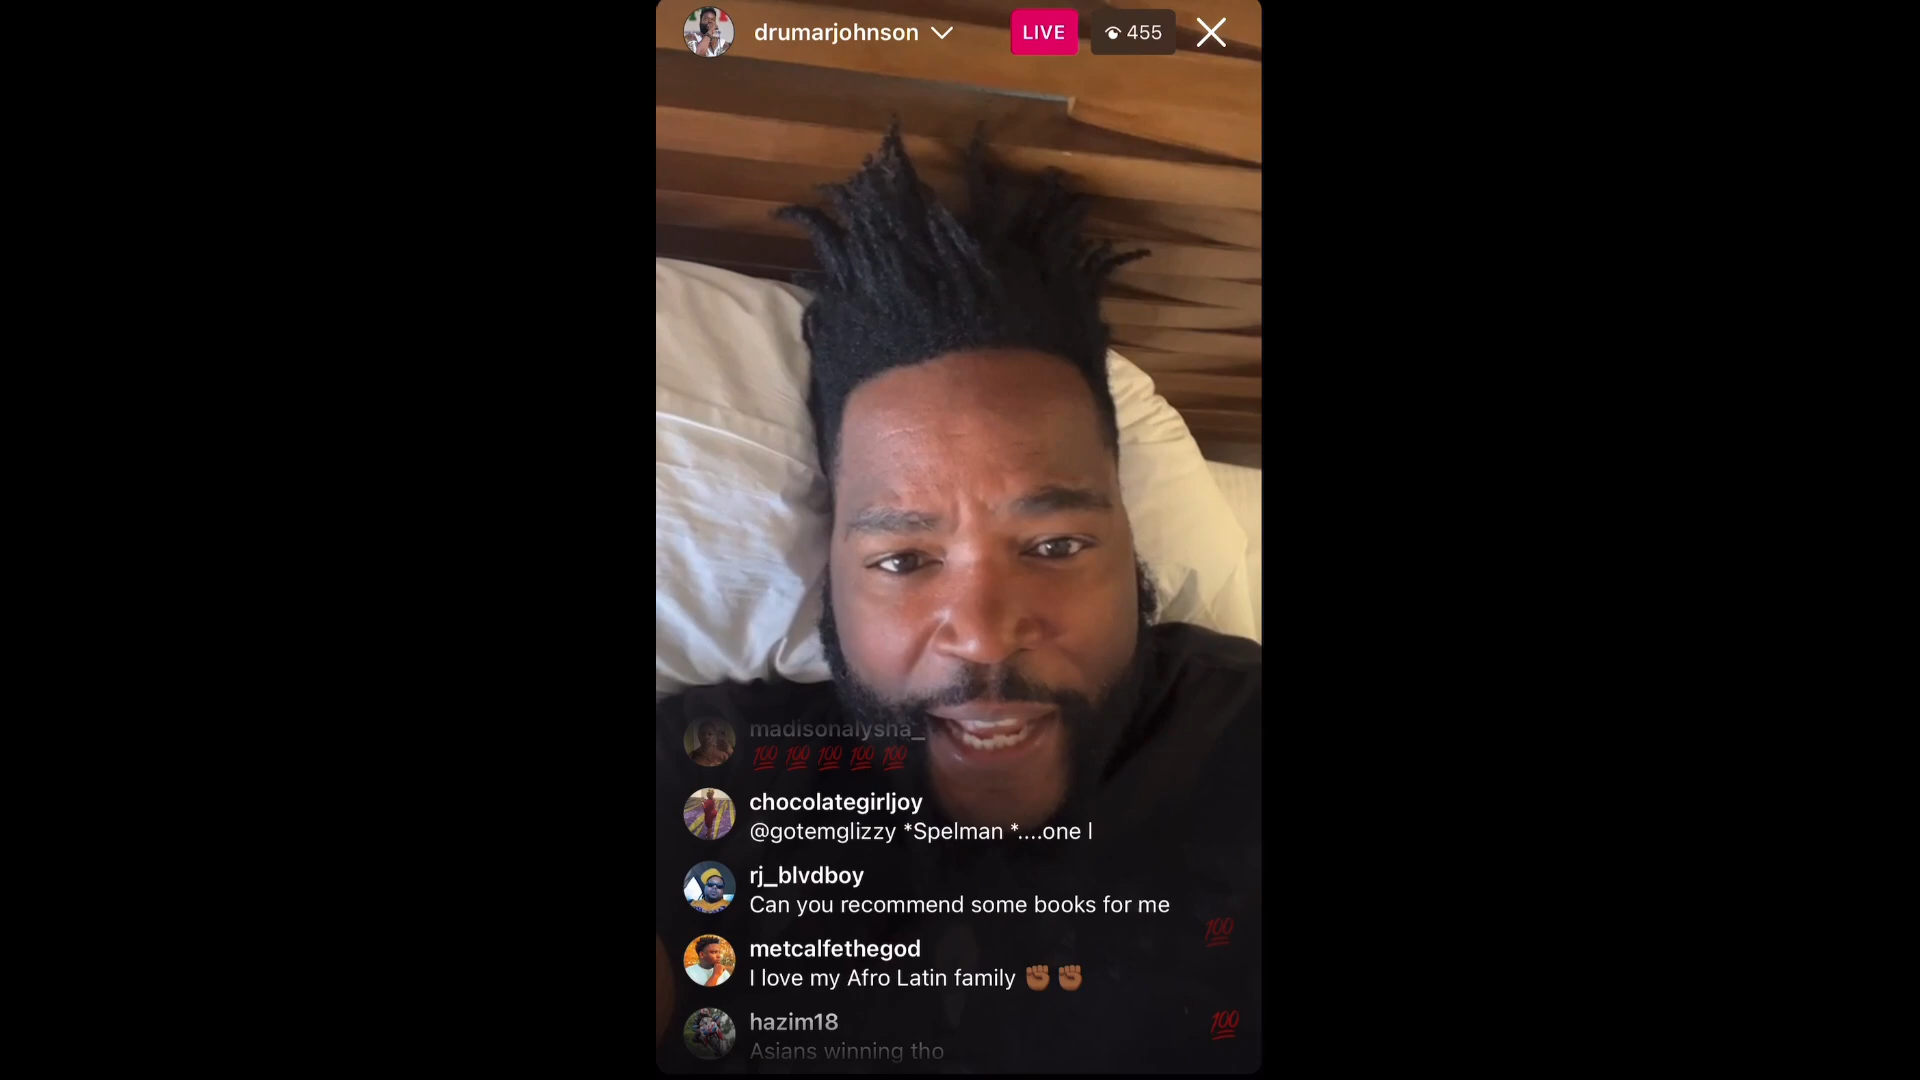 drumarjohnson
LIVE
455
madisonalysha_
💯 💯 💯 💯 💯
chocolategirljoy
@gotemglizzy *Spelman *....one I
rj_blvdboy
Can you recommend some books for me
metcalfethegod
I love my Afro Latin family ✊🏾 ✊🏾
hazim18
Asians winning tho